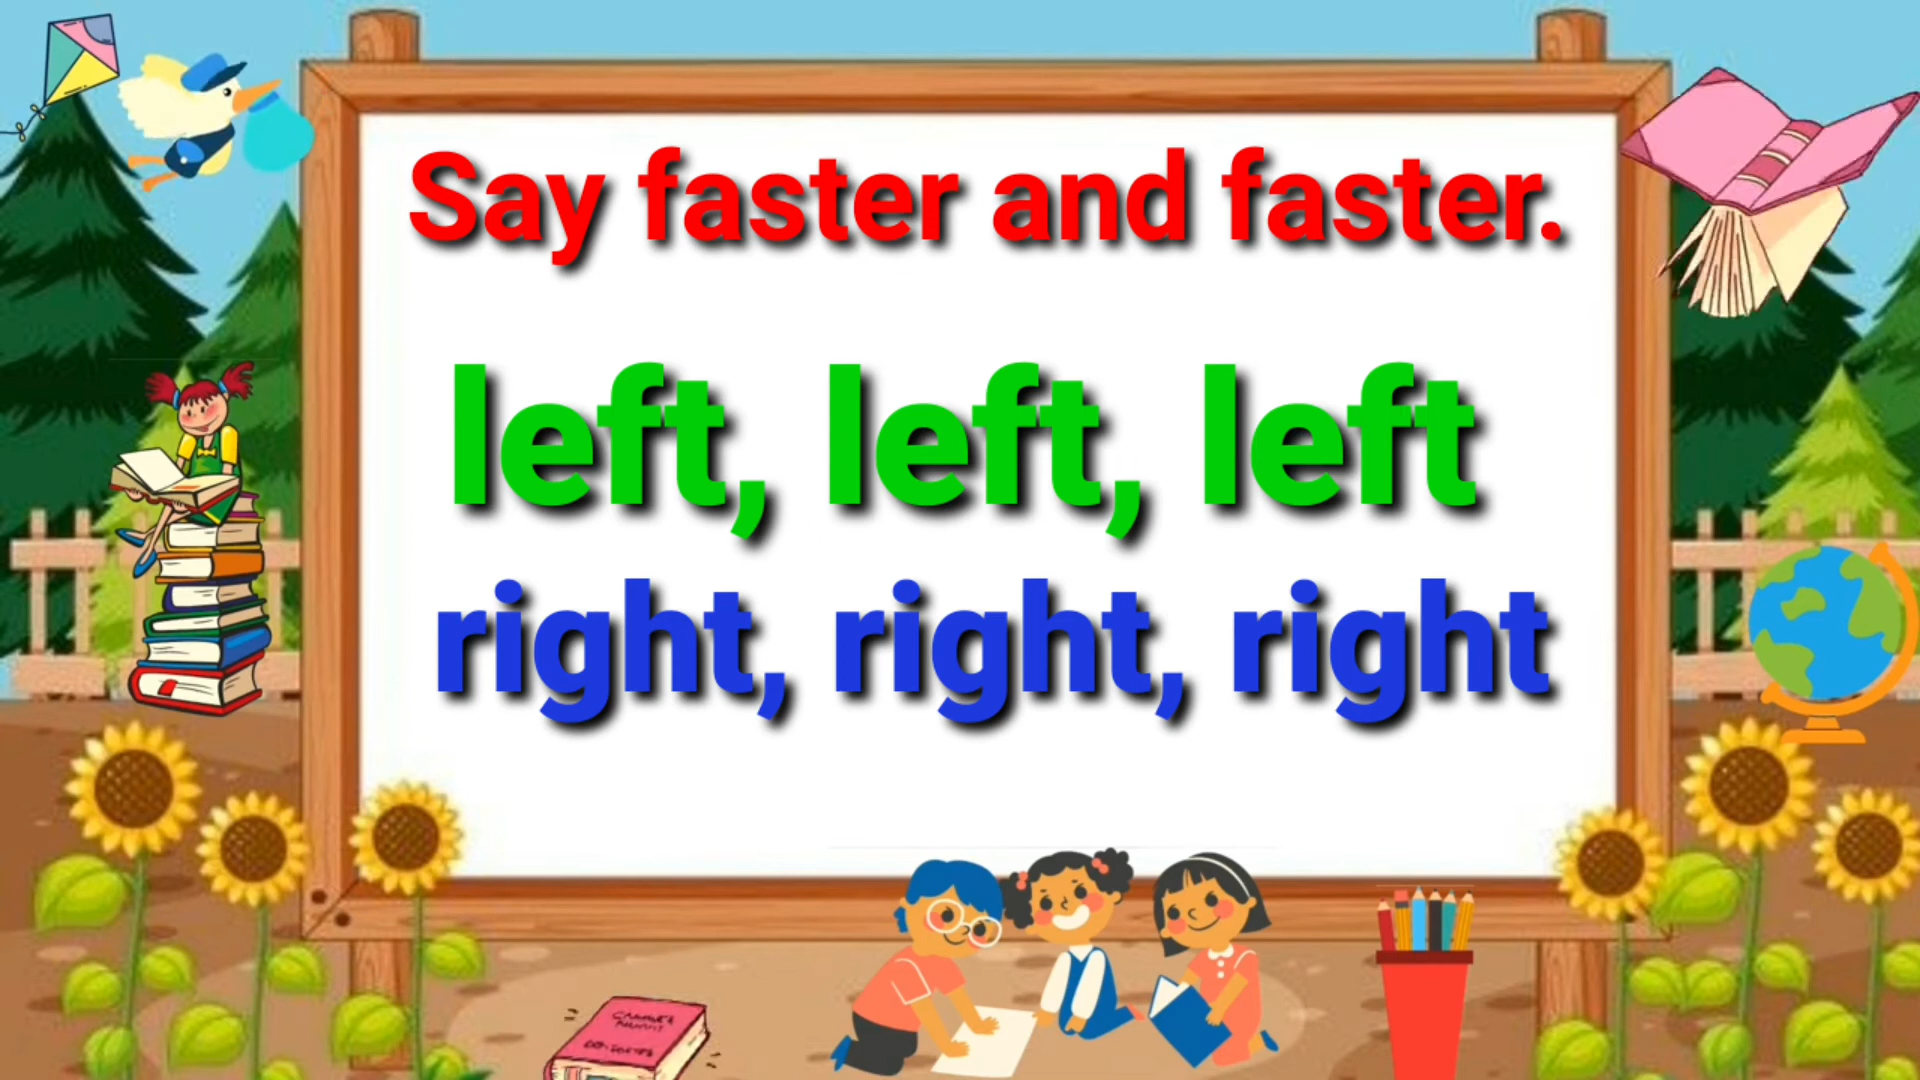 Say faster and faster.
left, left, left
right, right, right